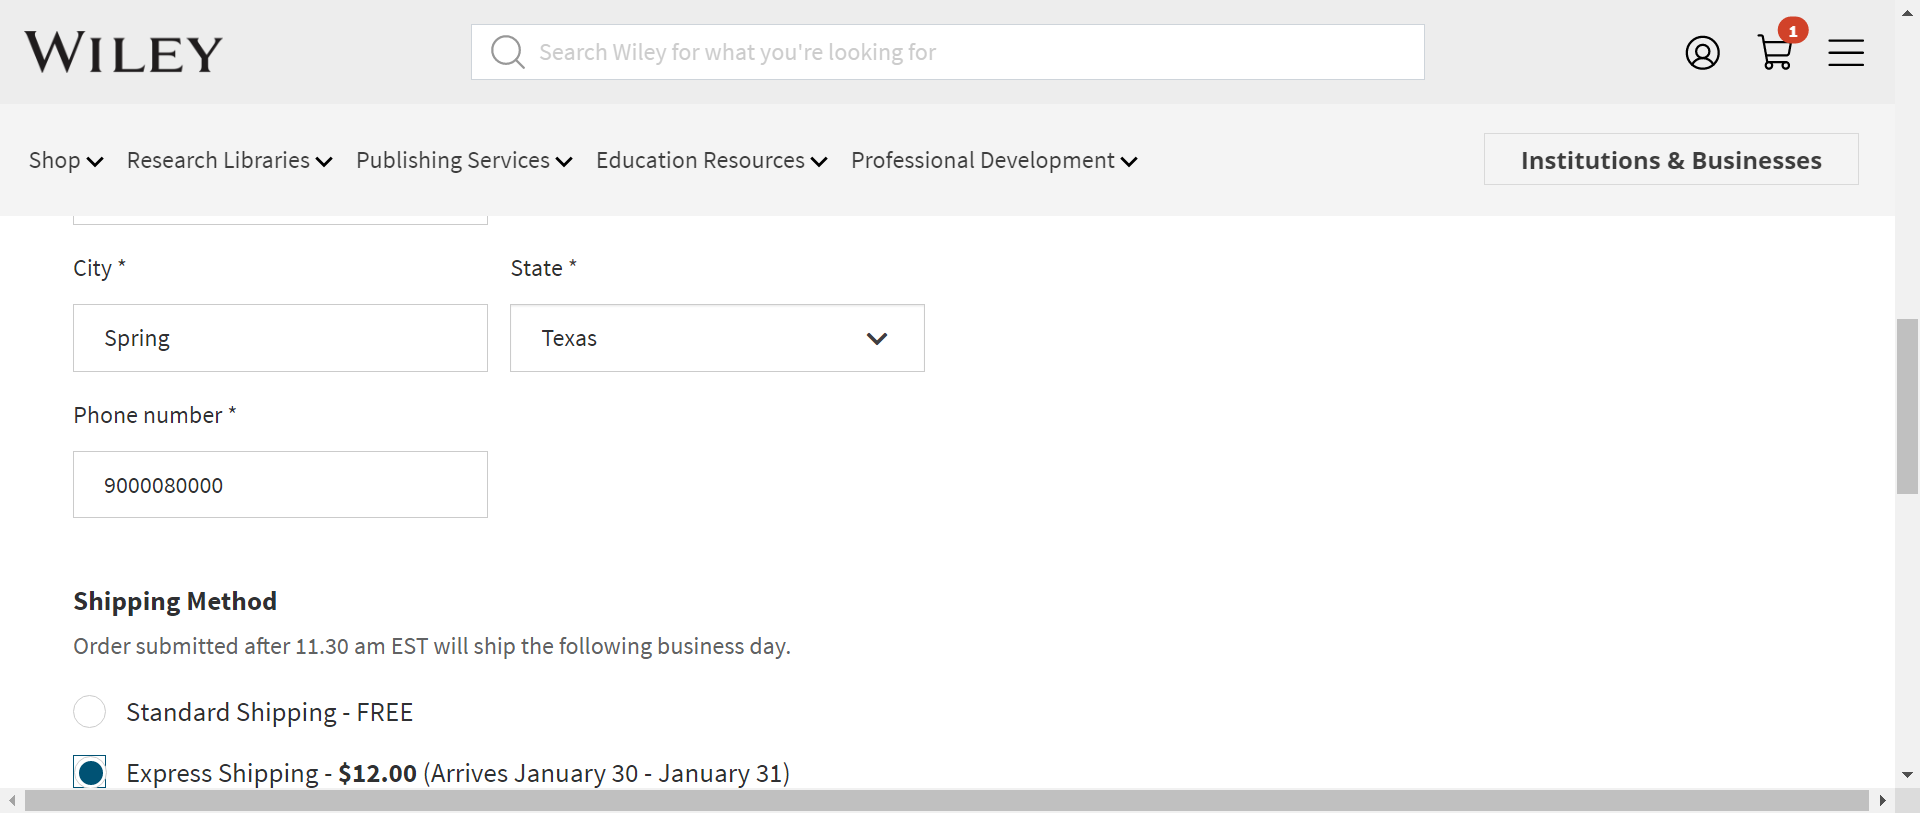 WILEY
Search Wiley for what you're looking for
1
Shop Research Libraries Publishing Services Education Resources Professional Development
Institutions & Businesses
City * State *
Spring Texas
Phone number *
9000080000
Shipping Method
Order submitted after 11.30 am EST will ship the following business day.
Standard Shipping - FREE
Express Shipping - $12.00 (Arrives January 30 - January 31)